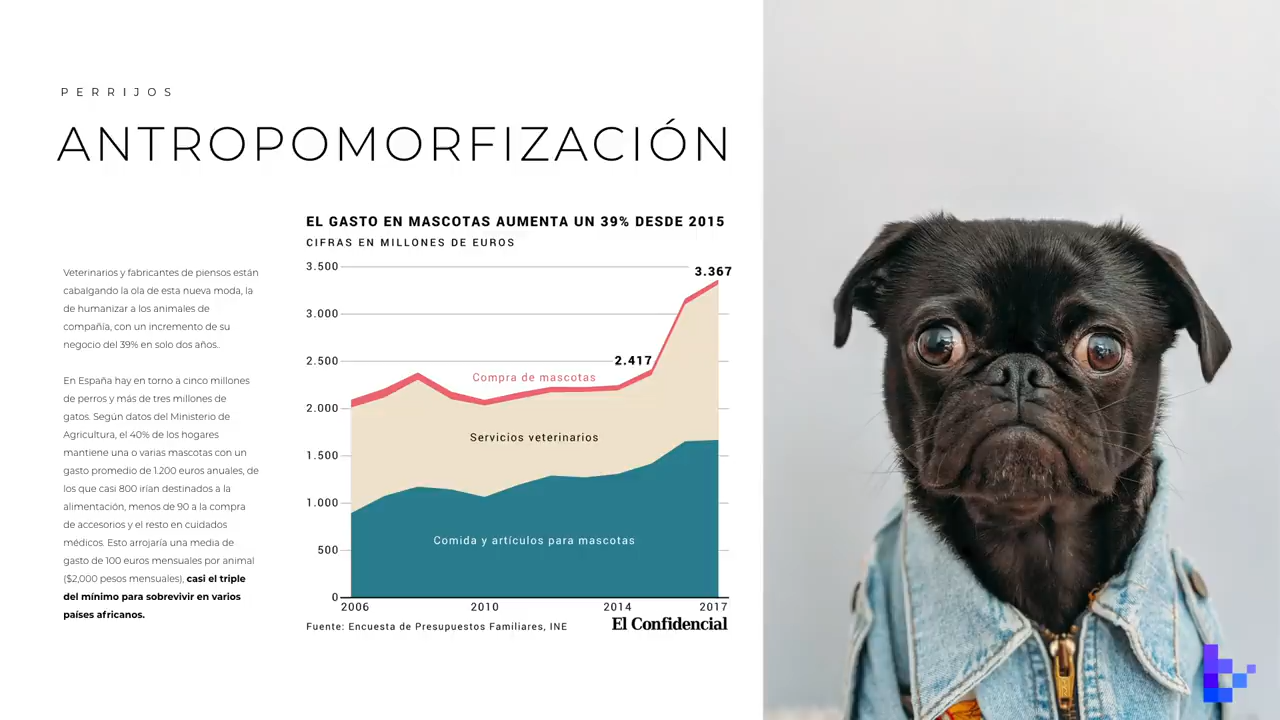 PERRIJOS
ANTROPOMORFIZACIÓN
Veterinarios y fabricantes de piensos están
cabalgando la ola de esta nueva moda, la
de humanizar a los animales de
compañía, con un incremento de su
negocio del 39% en solo dos años..
En España hay en torno a cinco millones
de perros y más de tres millones de
gatos. Según datos del Ministerio de
Agricultura, el 40% de los hogares
mantiene una o varias mascotas con un
gasto promedio de 1.200 euros anuales, de
los que casi 800 irían destinados a la
alimentación, menos de 90 a la compra
de accesorios y el resto en cuidados
médicos. Esto arrojaría una media de
gasto de 100 euros mensuales por animal
($2,000 pesos mensuales), casi el triple
del mínimo para sobrevivir en varios
países africanos.
EL GASTO EN MASCOTAS AUMENTA UN 39% DESDE 2015
CIFRAS EN MILLONES DE EUROS
3.500
3.367
3.000
2.500
2.417
Compra de mascotas
2.000
Servicios veterinarios
1.500
1.000
500
Comida y artículos para mascotas
0
2006 2010 2014 2017
Fuente: Encuesta de Presupuestos Familiares, INE
El Confidencial